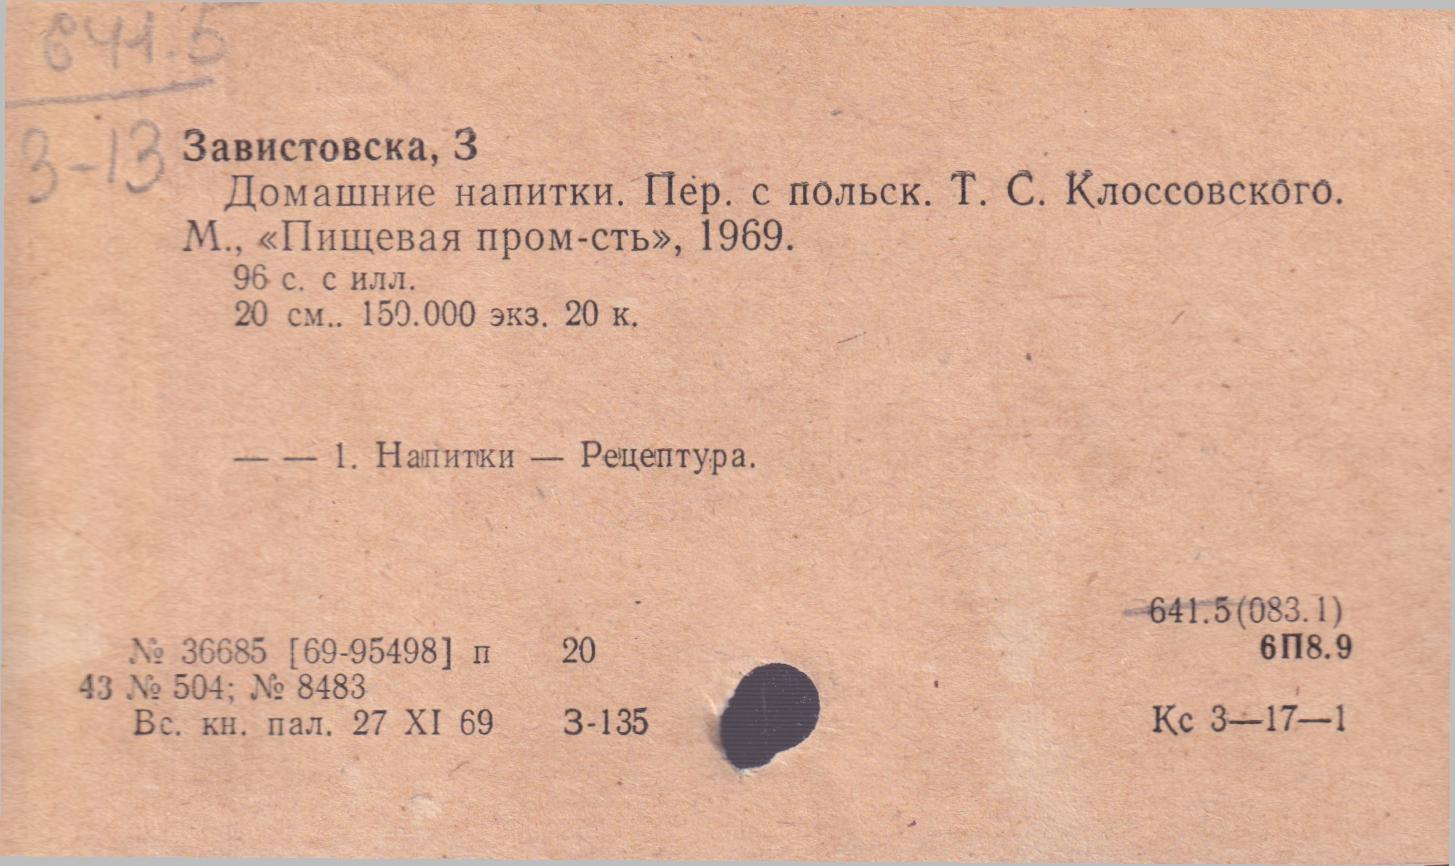 641.5
З-13
Завистовска, З
Домашние напитки. Пер. с польск. Т. С. Клоссовского.
М., «Пищевая пром-сть», 1969.
96 с. с илл.
20 см.. 150.000 экз. 20 к.
— — 1. Напитки — Рецептура.
641.5(083.1)
6П8.9
№ 36685 [69-95498] п 20
43 № 504; № 8483
Вс. кн. пал. 27 XI 69 З-135
Кс 3—17—1